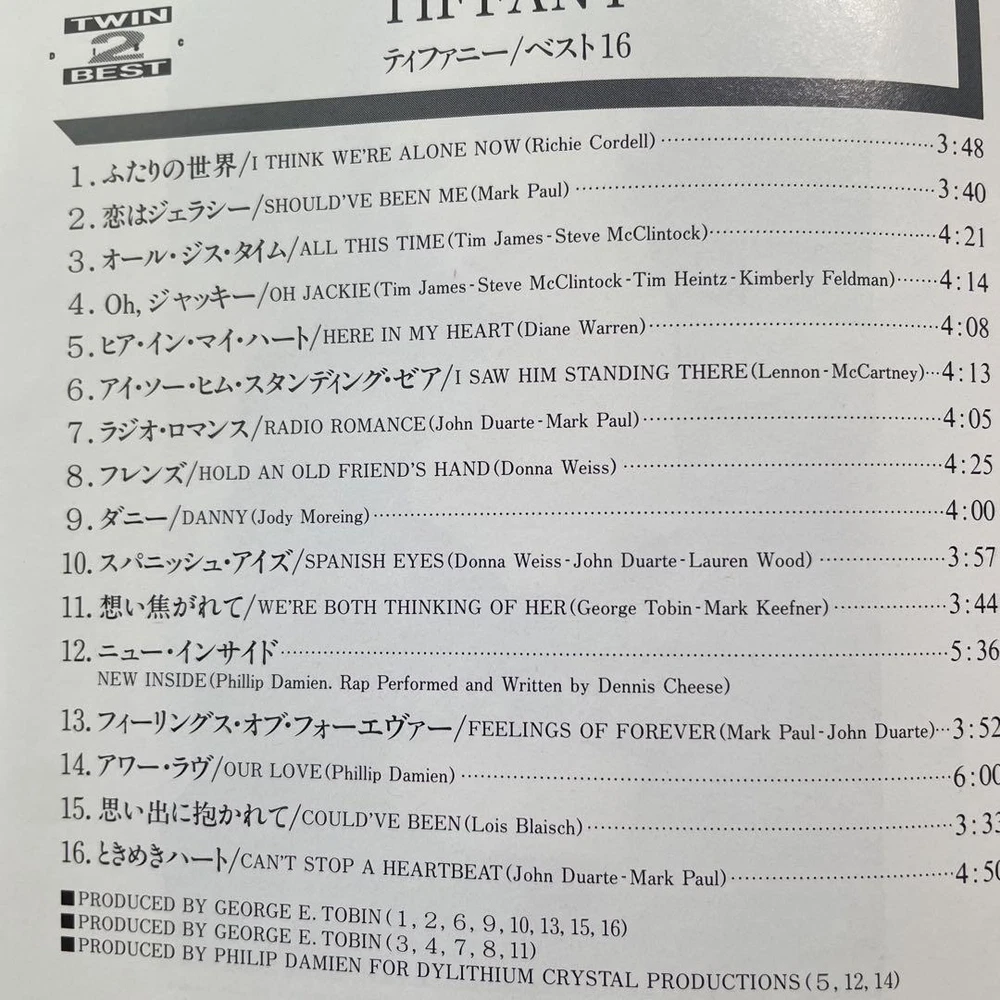 TWIN
D 2 C
BEST
TIFFANY
ティファニー/ベスト16
1. ふたりの世界/I THINK WE'RE ALONE NOW(Richie Cordell)………3:48
2. 恋はジェラシー/SHOULD'VE BEEN ME(Mark Paul)………3:40
3. オール・ジス・タイム/ALL THIS TIME(Tim James-Steve McClintock)………4:21
4. Oh, ジャッキー/OH JACKIE(Tim James-Steve McClintock-Tim Heintz-Kimberly Feldman)……4:14
5. ヒア・イン・マイ・ハート/HERE IN MY HEART(Diane Warren)………4:08
6. アイ・ソー・ヒム・スタンディング・ゼア/I SAW HIM STANDING THERE(Lennon-McCartney)…4:13
7. ラジオ・ロマンス/RADIO ROMANCE(John Duarte-Mark Paul)………4:05
8. フレンズ/HOLD AN OLD FRIEND'S HAND(Donna Weiss)………4:25
9. ダニー/DANNY(Jody Moreing)………4:00
10. スパニッシュ・アイズ/SPANISH EYES(Donna Weiss-John Duarte-Lauren Wood)………3:57
11. 想い焦がれて/WE'RE BOTH THINKING OF HER(George Tobin-Mark Keefner)………3:44
12. ニュー・インサイド………5:36
NEW INSIDE(Phillip Damien. Rap Performed and Written by Dennis Cheese)
13. フィーリングス・オブ・フォーエヴァー/FEELINGS OF FOREVER(Mark Paul-John Duarte)…3:52
14. アワー・ラヴ/OUR LOVE(Phillip Damien)………6:00
15. 思い出に抱かれて/COULD'VE BEEN(Lois Blaisch)………3:33
16. ときめきハート/CAN'T STOP A HEARTBEAT(John Duarte-Mark Paul)………4:50
■PRODUCED BY GEORGE E. TOBIN(1, 2, 6, 9, 10, 13, 15, 16)
■PRODUCED BY GEORGE E. TOBIN(3, 4, 7, 8, 11)
■PRODUCED BY PHILIP DAMIEN FOR DYLITHIUM CRYSTAL PRODUCTIONS(5, 12, 14)